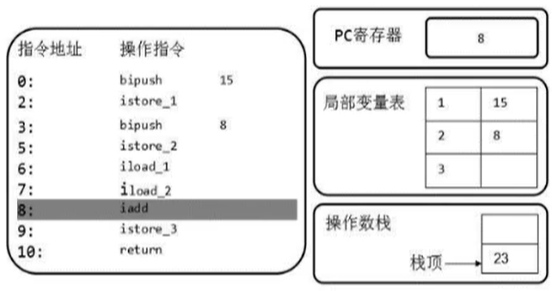 指令地址 操作指令
0: bipush 15
2: istore_1
3: bipush 8
5: istore_2
6: iload_1
7: iload_2
8: iadd
9: istore_3
10: return
PC寄存器 8
局部变量表
1 15
2 8
3
操作数栈
栈顶 23